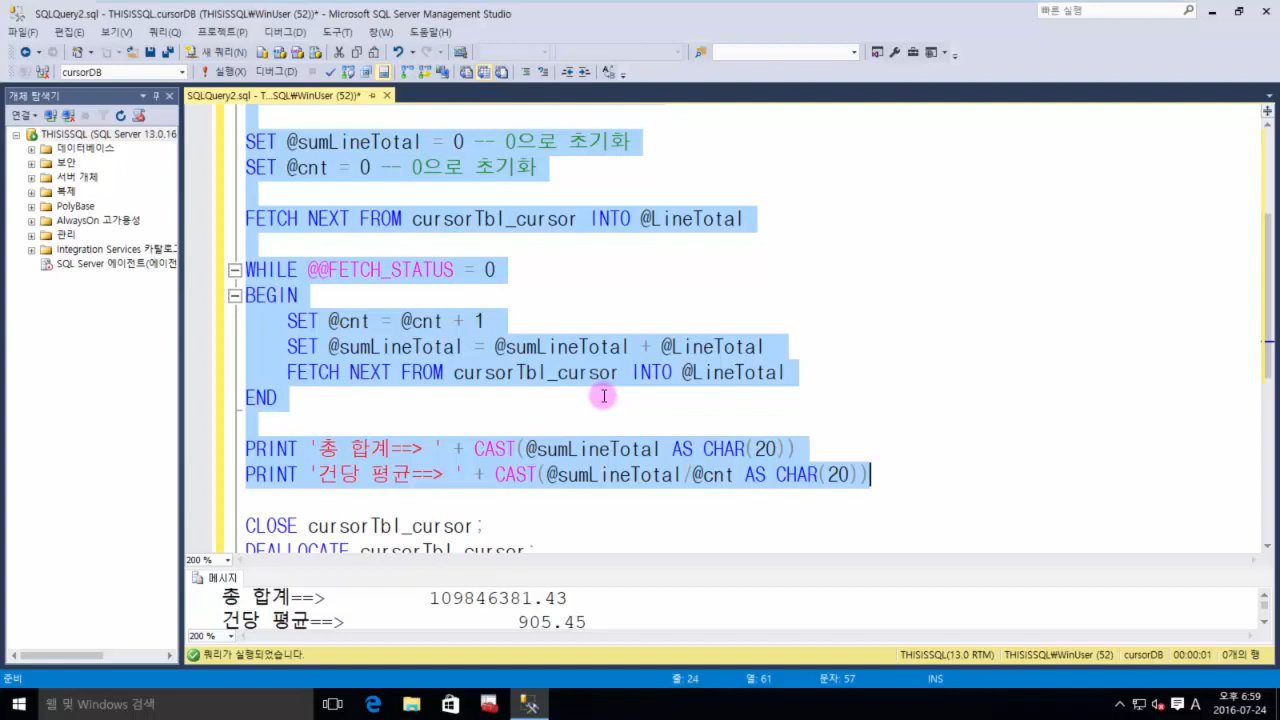 SQLQuery2.sql - THISISSQL.cursorDB (THISISSQL\WinUser (52))* - Microsoft SQL Server Management Studio
빠른 실행
파일(F) 편집(E) 보기(V) 쿼리(Q) 프로젝트(P) 디버그(D) 도구(T) 창(W) 도움말(H)
새 쿼리(N)
cursorDB
실행(X) 디버그(D)
개체 탐색기
SQLQuery2.sql - T...SQL₩WinUser (52))*
연결
THISISSQL (SQL Server 13.0.16
데이터베이스
보안
서버 개체
복제
PolyBase
AlwaysOn 고가용성
관리
Integration Services 카탈로그
SQL Server 에이전트(에이전
SET @sumLineTotal = 0 -- 0으로 초기화
SET @cnt = 0 -- 0으로 초기화
FETCH NEXT FROM cursorTbl_cursor INTO @LineTotal
WHILE @@FETCH_STATUS = 0
BEGIN
SET @cnt = @cnt + 1
SET @sumLineTotal = @sumLineTotal + @LineTotal
FETCH NEXT FROM cursorTbl_cursor INTO @LineTotal
END
PRINT '총 합계==> ' + CAST(@sumLineTotal AS CHAR(20))
PRINT '건당 평균==> ' + CAST(@sumLineTotal/@cnt AS CHAR(20))
CLOSE cursorTbl_cursor;
DEALLOCATE cursorTbl_cursor;
200 %
메시지
총 합계==> 109846381.43
건당 평균==> 905.45
200 %
쿼리가 실행되었습니다.
THISISSQL(13.0 RTM) THISISSQL₩WinUser (52) cursorDB 00:00:01 0개의 행
준비
줄: 24 열: 61 문자: 57 INS
웹 및 Windows 검색
A
오후 6:59
2016-07-24